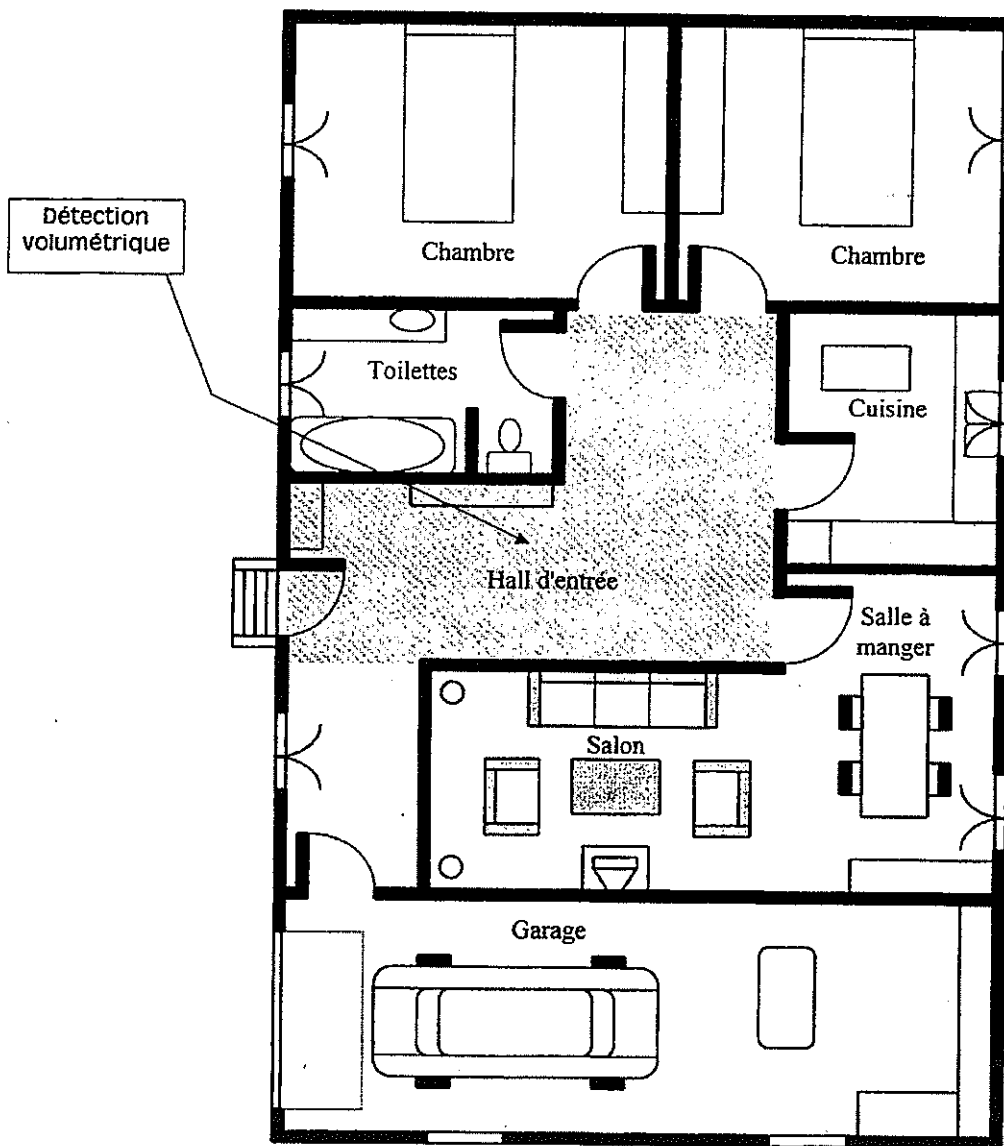 Détection
volumétrique
Chambre
Chambre
Toilettes
Cuisine
Hall d'entrée
Salle à
manger
Salon
Garage